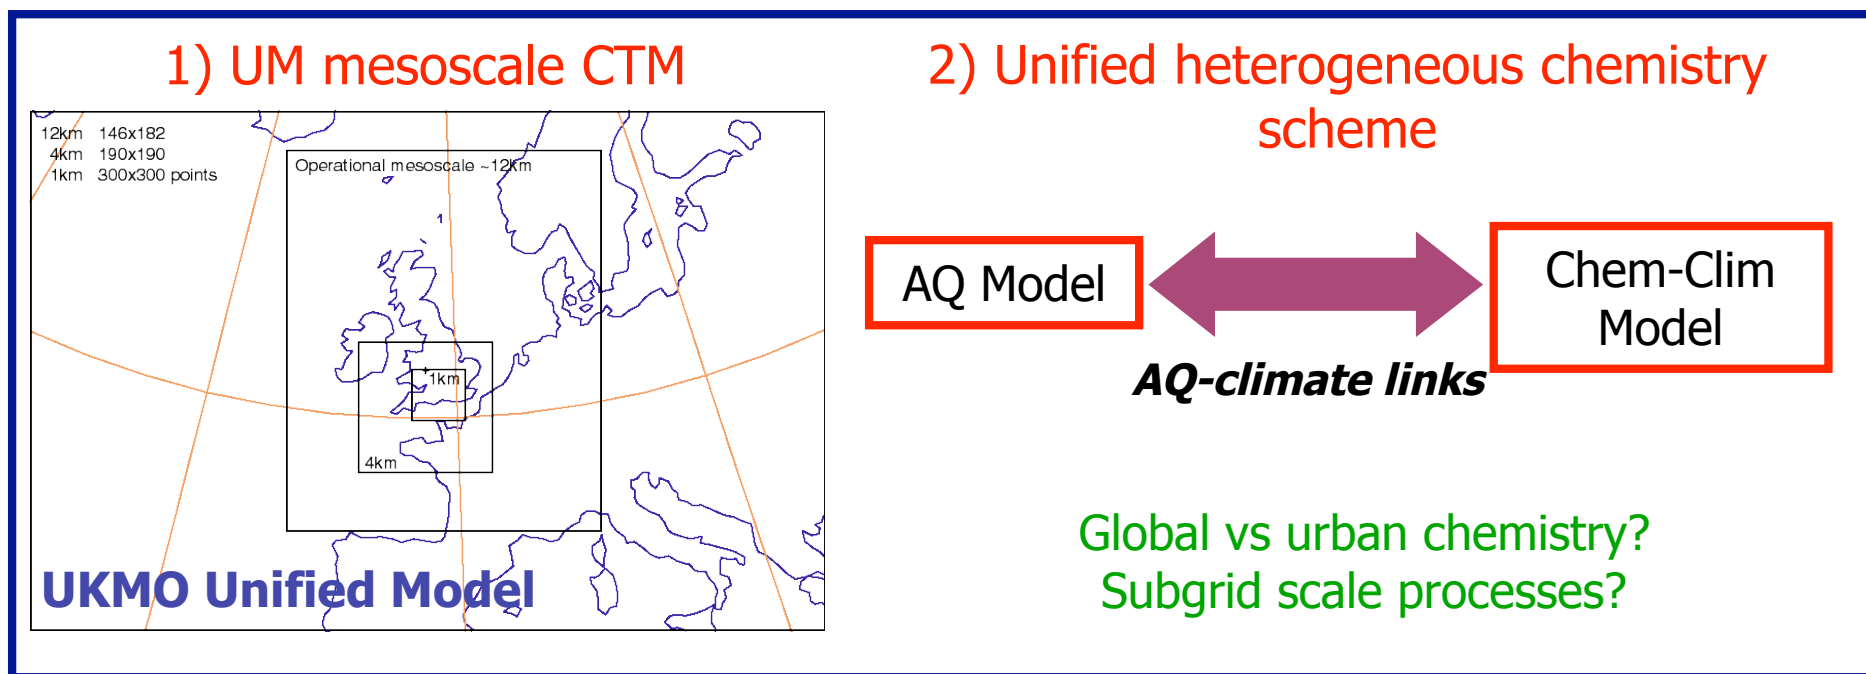 1) UM mesoscale CTM
12km 146x182
4km 190x190
1km 300x300 points
Operational mesoscale ~12km
1km
4km
UKMO Unified Model
2) Unified heterogeneous chemistry
scheme
AQ Model
Chem-Clim
Model
AQ-climate links
Global vs urban chemistry?
Subgrid scale processes?